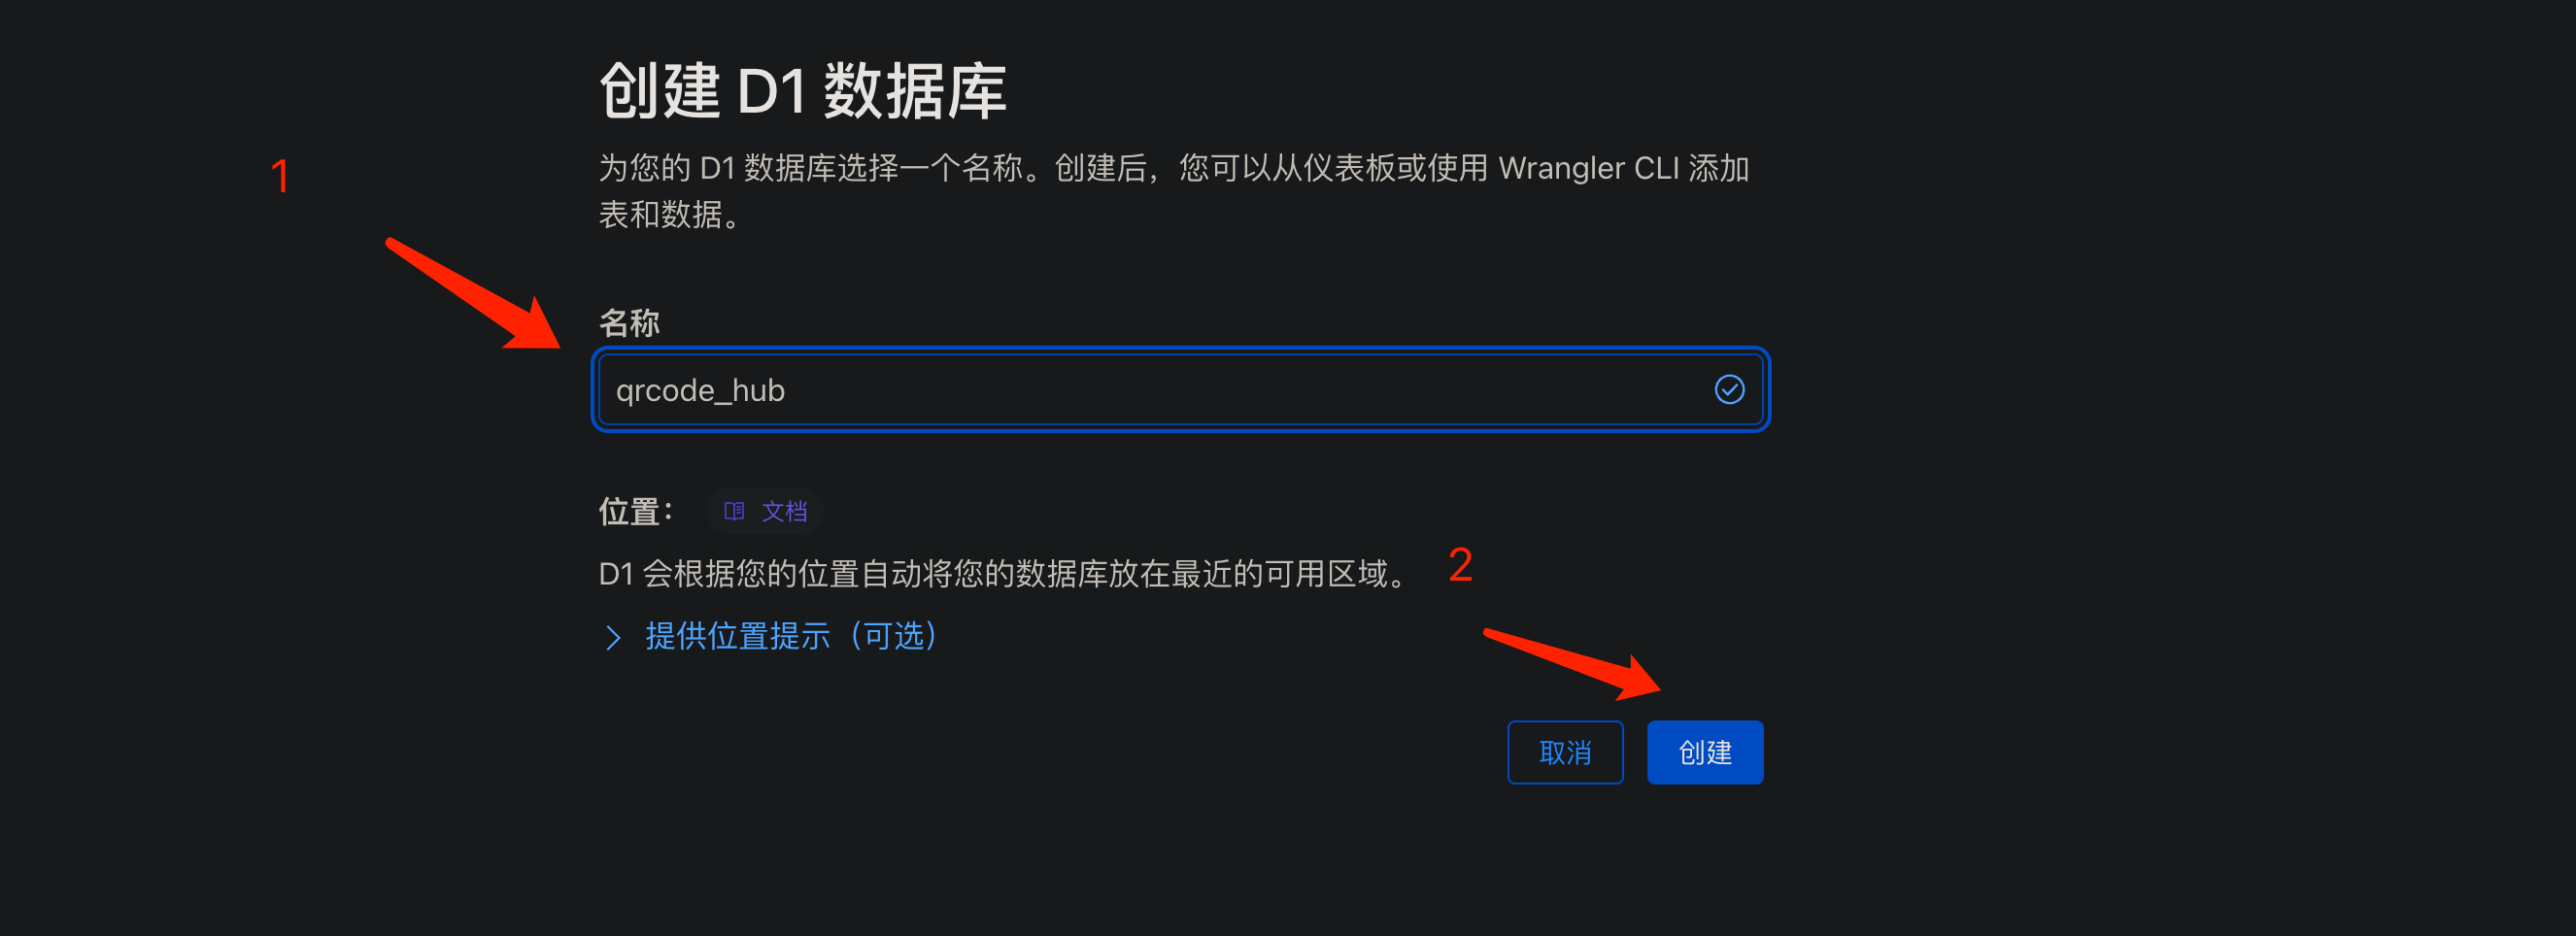 创建 D1 数据库
1
为您的 D1 数据库选择一个名称。创建后，您可以从仪表板或使用 Wrangler CLI 添加
表和数据。
名称
qrcode_hub
位置： 文档
D1 会根据您的位置自动将您的数据库放在最近的可用区域。
2
提供位置提示（可选）
取消 创建